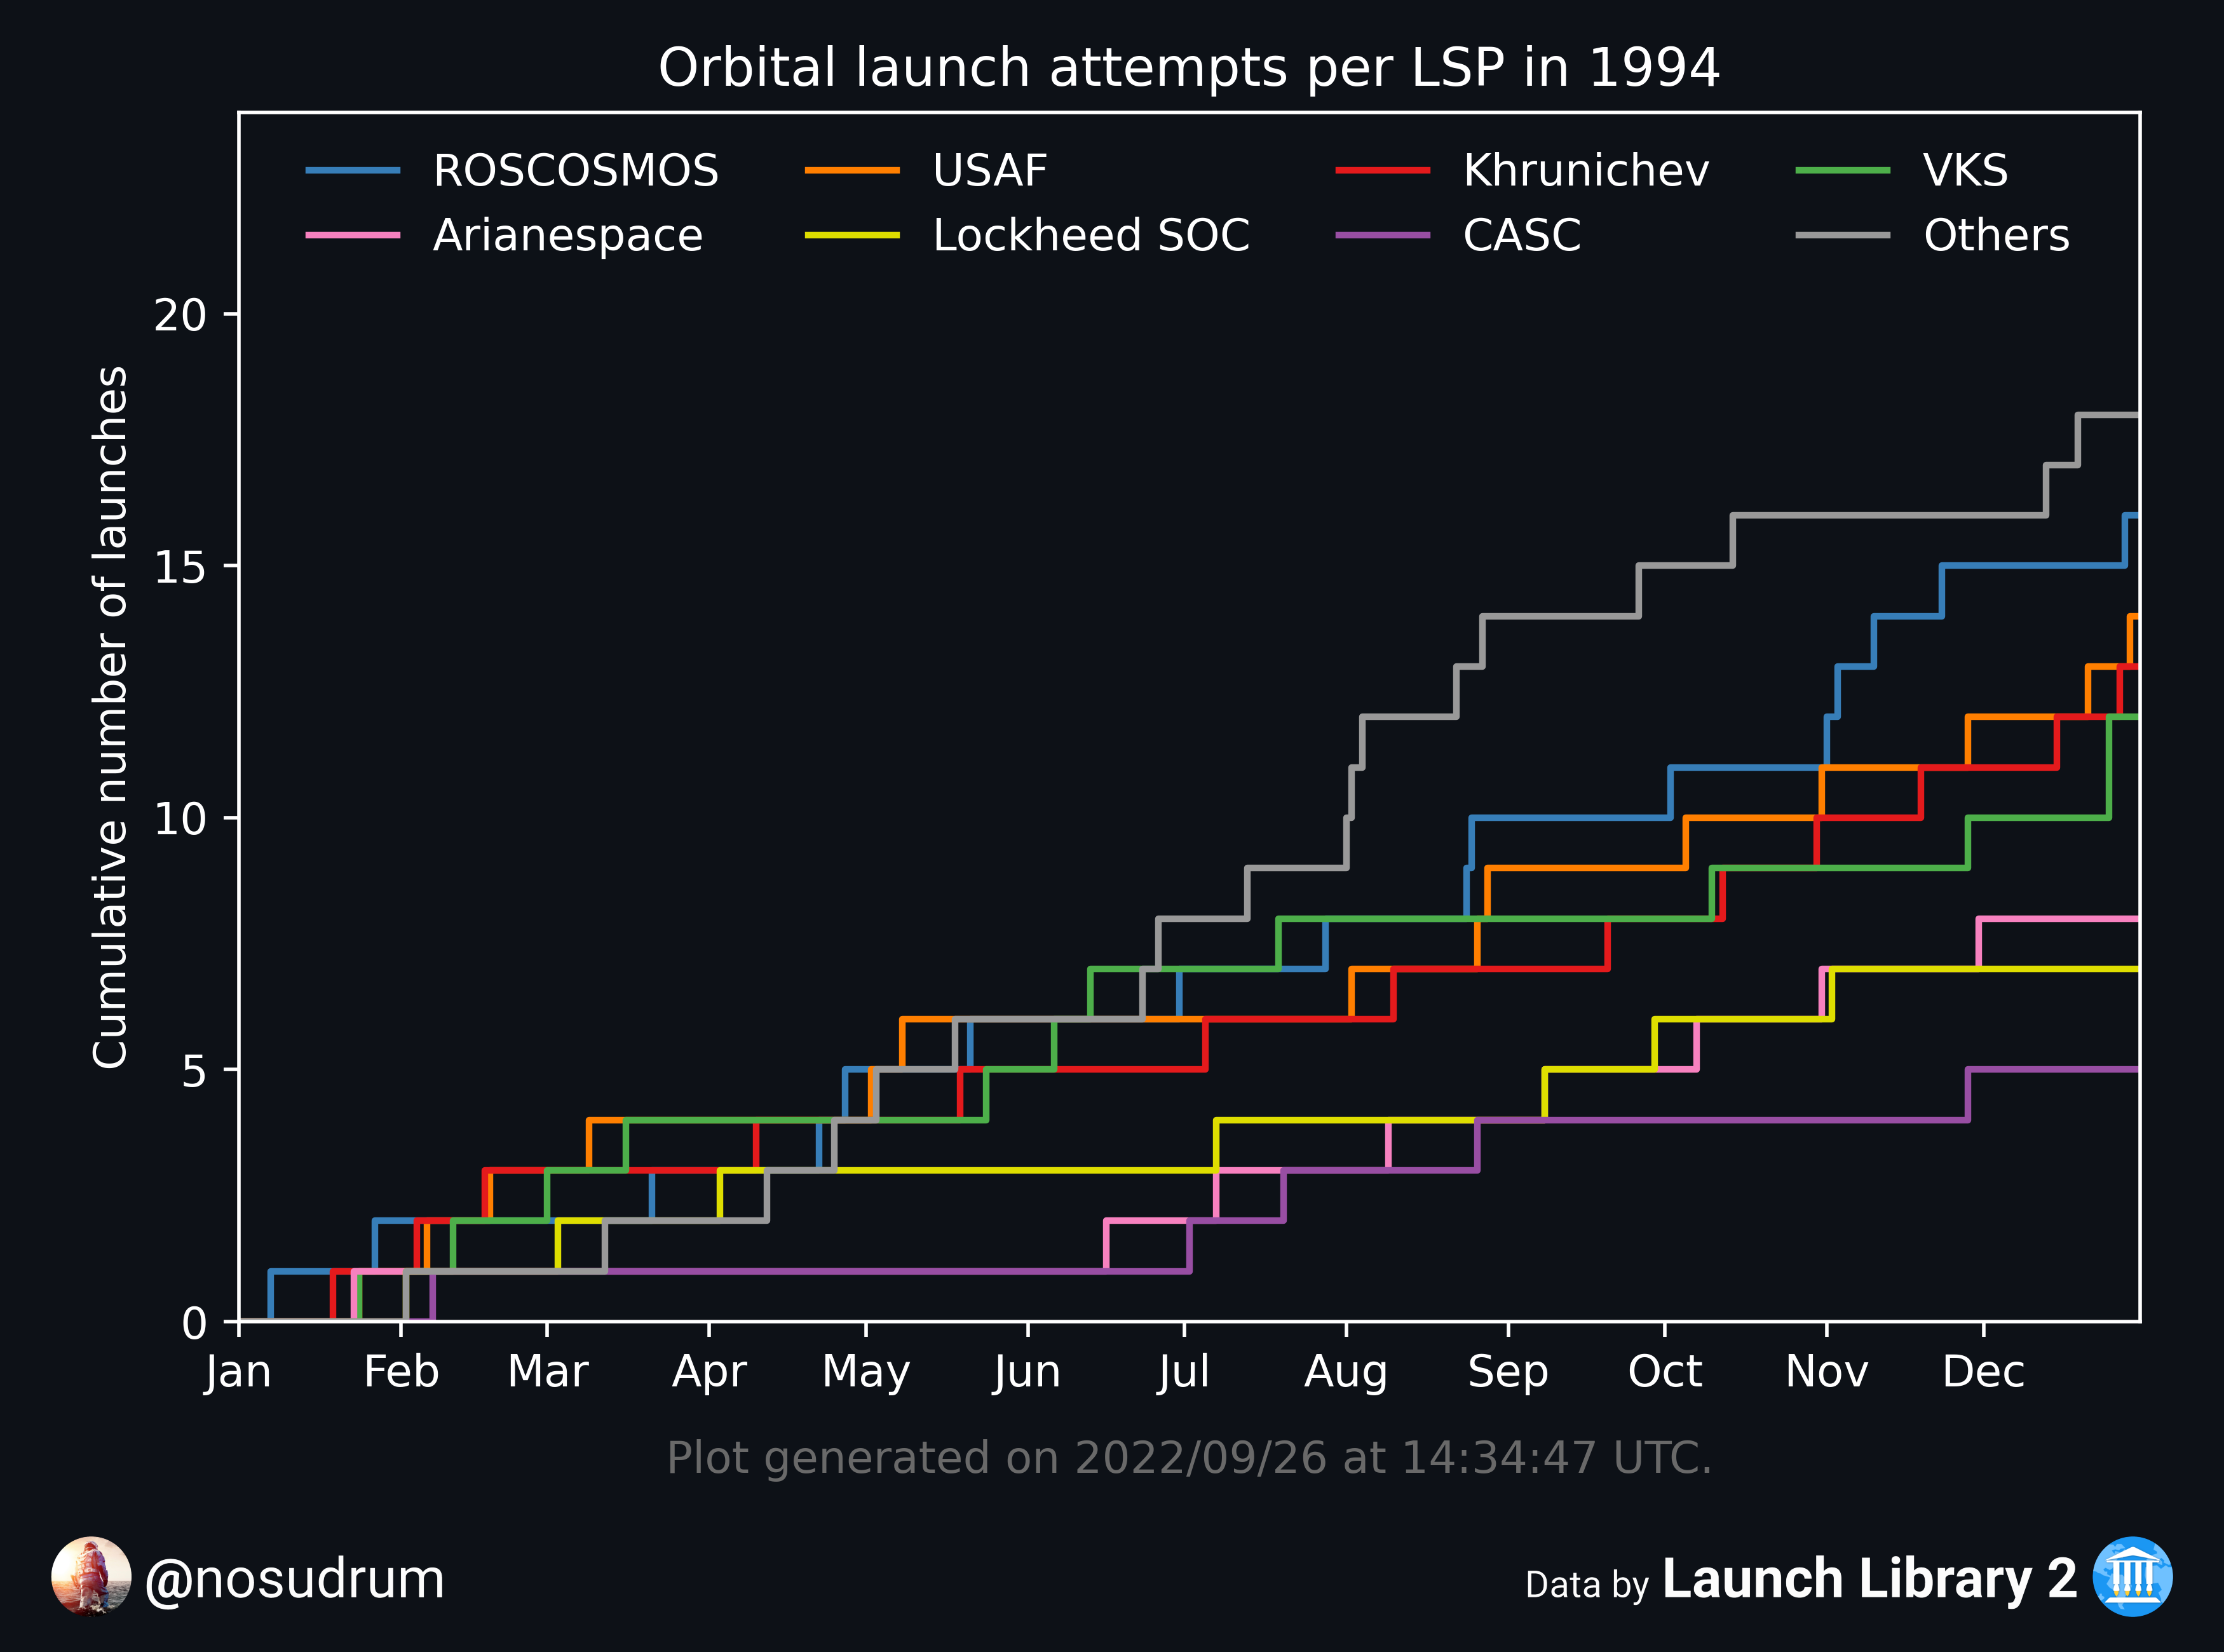 Orbital launch attempts per LSP in 1994
ROSCOSMOS USAF Khrunichev VKS
Arianespace Lockheed SOC CASC Others
Cumulative number of launches
20
15
10
5
0
Jan Feb Mar Apr May Jun Jul Aug Sep Oct Nov Dec
Plot generated on 2022/09/26 at 14:34:47 UTC.
@nosudrum
Data by Launch Library 2